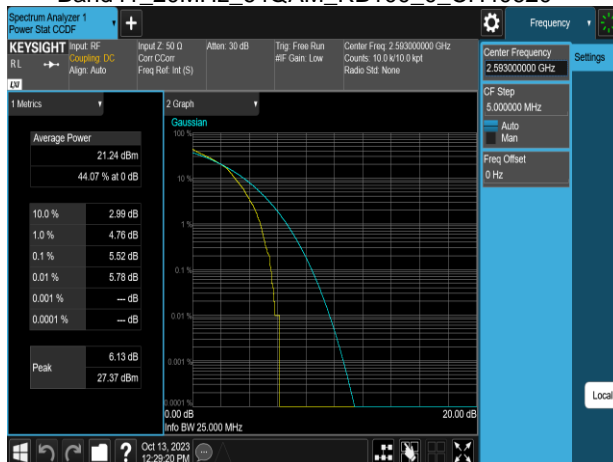 Spectrum Analyzer 1
Power Stat CCDF
+
Frequency
KEYSIGHT
RL
Input: RF
Coupling: DC
Align: Auto
Input Z: 50 Ω
Corr CCorr
Freq Ref: Int (S)
Atten: 30 dB
Trig: Free Run
#IF Gain: Low
Center Freq: 2.593000000 GHz
Counts: 10.0 k/10.0 kpt
Radio Std: None
LXI
1 Metrics
Average Power
21.24 dBm
44.07 % at 0 dB
10.0 % 2.99 dB
1.0 % 4.76 dB
0.1 % 5.52 dB
0.01 % 5.78 dB
0.001 % --- dB
0.0001 % --- dB
Peak
6.13 dB
27.37 dBm
2 Graph
Gaussian
100 %
10 %
1 %
0.1 %
0.01 %
0.001 %
0.0001 %
0.00 dB
20.00 dB
Info BW 25.000 MHz
Center Frequency
2.593000000 GHz
Settings
CF Step
5.000000 MHz
Auto
Man
Freq Offset
0 Hz
Local
?
Oct 13, 2023
12:29:20 PM